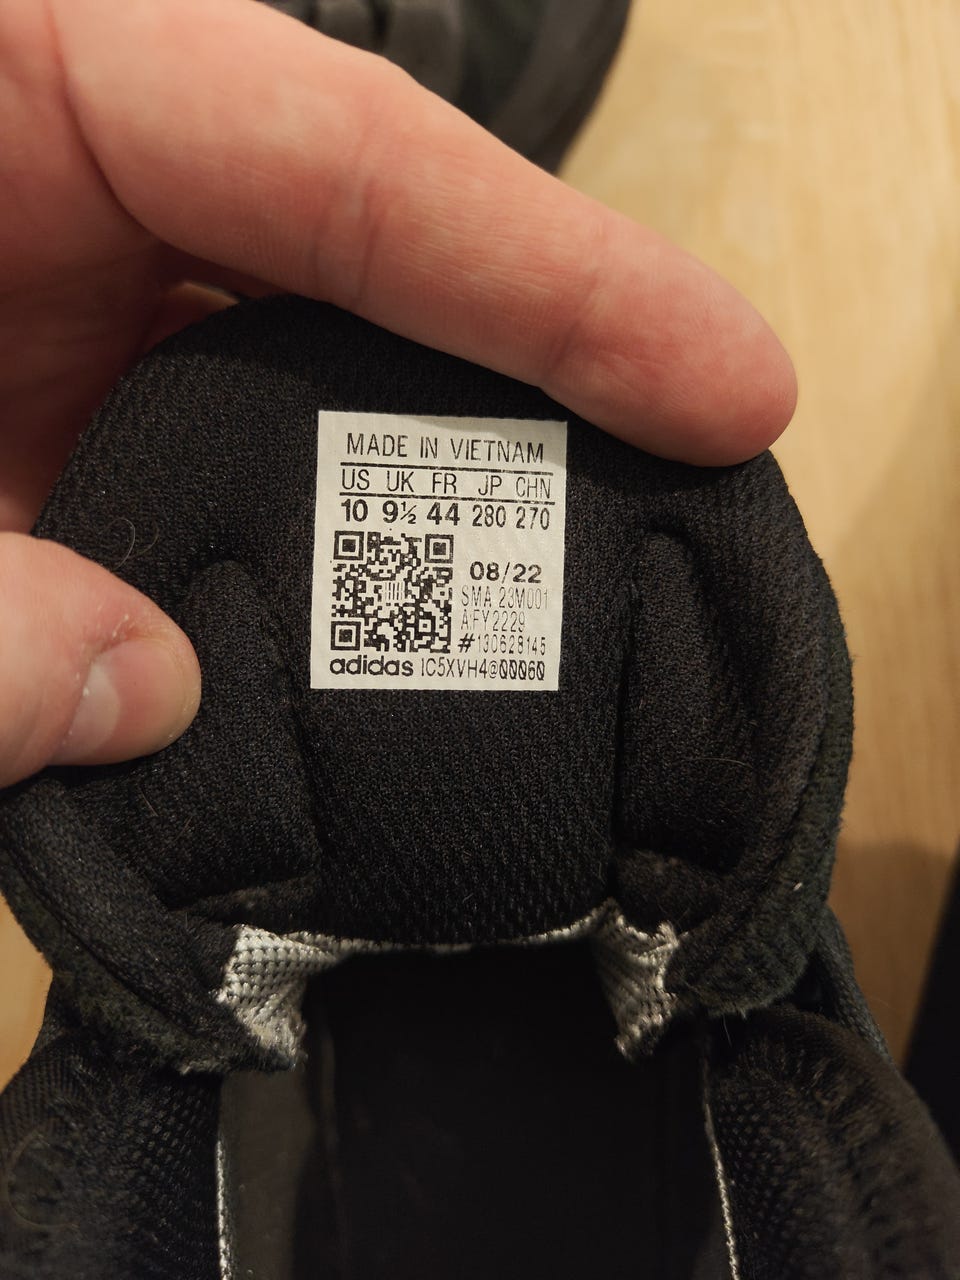 MADE IN VIETNAM
US UK FR JP CHN
10 9½ 44 280 270
08/22
SMA 23M001
A:FY2229
#130628145
adidas IC5XVH4@00060